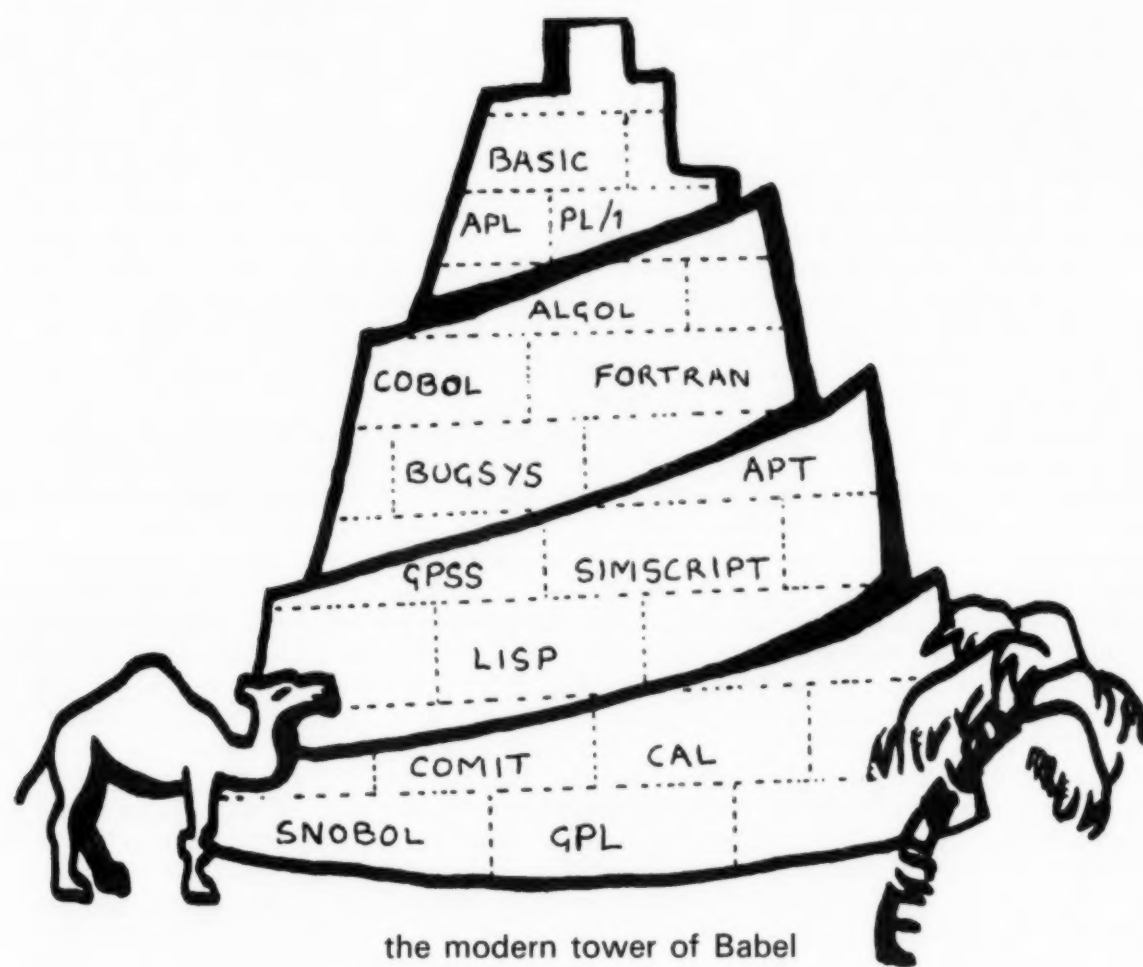 BASIC
APL PL/1
ALGOL
COBOL FORTRAN
BUGSYS APT
GPSS SIMSCRIPT
LISP
COMIT CAL
SNOBOL GPL
the modern tower of Babel